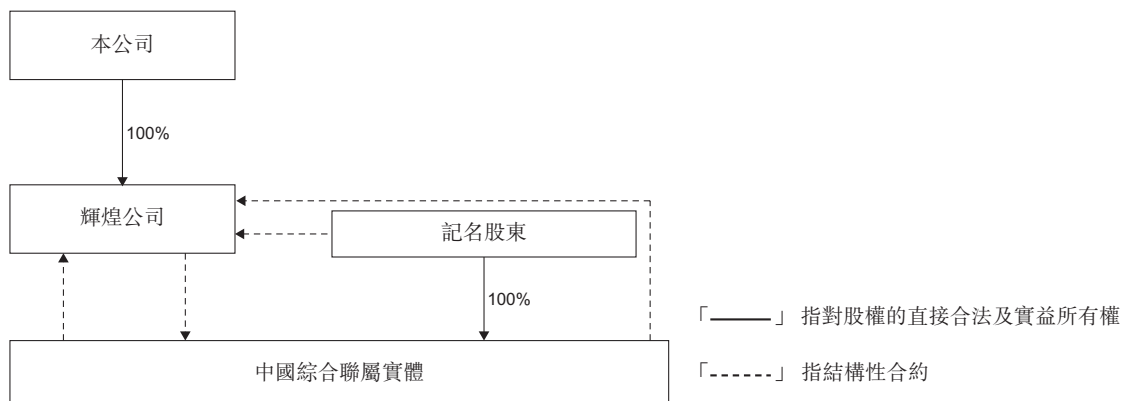 本公司
100%
輝煌公司
記名股東
100%
「———」 指對股權的直接合法及實益所有權
中國綜合聯屬實體
「------」 指結構性合約